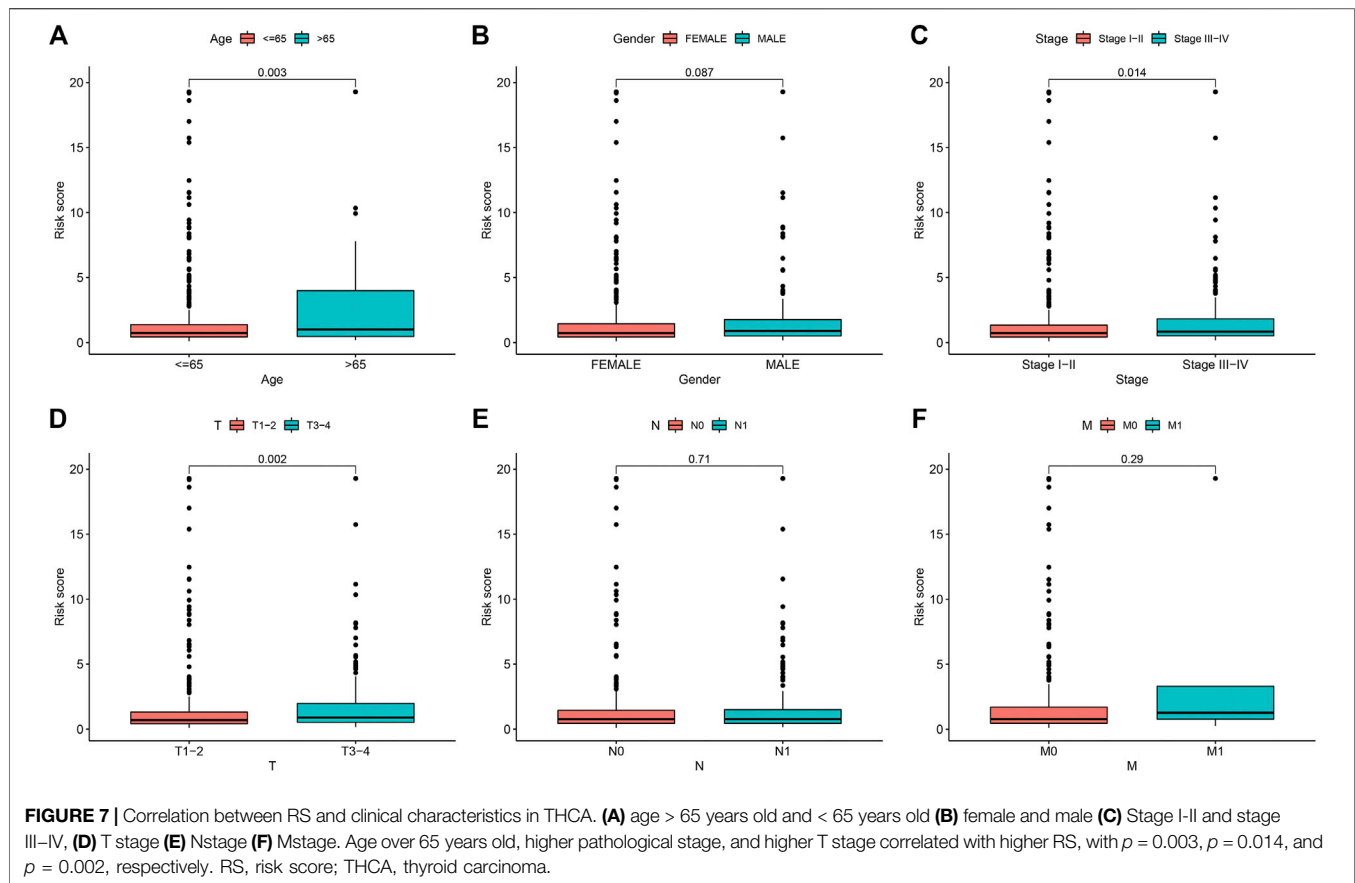 A
Age <=65 >65
0.003
20
15
10
5
0
Risk score
<=65 >65
Age
B
Gender FEMALE MALE
0.087
20
15
10
5
0
Risk score
FEMALE MALE
Gender
C
Stage Stage I−II Stage III−IV
0.014
20
15
10
5
0
Risk score
Stage I−II Stage III−IV
Stage
D
T T1−2 T3−4
0.002
20
15
10
5
0
Risk score
T1−2 T3−4
T
E
N N0 N1
0.71
20
15
10
5
0
Risk score
N0 N1
N
F
M M0 M1
0.29
20
15
10
5
0
Risk score
M0 M1
M
FIGURE 7 | Correlation between RS and clinical characteristics in THCA. (A) age > 65 years old and < 65 years old (B) female and male (C) Stage I-II and stage
III–IV, (D) T stage (E) Nstage (F) Mstage. Age over 65 years old, higher pathological stage, and higher T stage correlated with higher RS, with p = 0.003, p = 0.014, and
p = 0.002, respectively. RS, risk score; THCA, thyroid carcinoma.